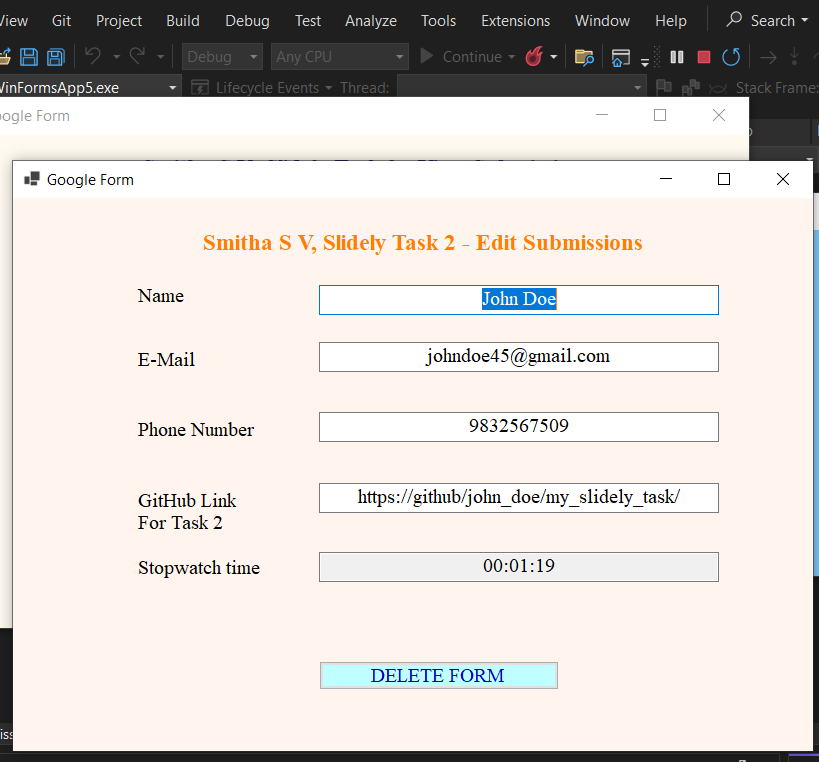 View Git Project Build Debug Test Analyze Tools Extensions Window Help Search
Debug Any CPU Continue
WinFormsApp5.exe Lifecycle Events Thread: Stack Frame:
oogle Form
Google Form
Smitha S V, Slidely Task 2 - Edit Submissions
Name John Doe
E-Mail johndoe45@gmail.com
Phone Number 9832567509
GitHub Link https://github/john_doe/my_slidely_task/
For Task 2
Stopwatch time 00:01:19
DELETE FORM